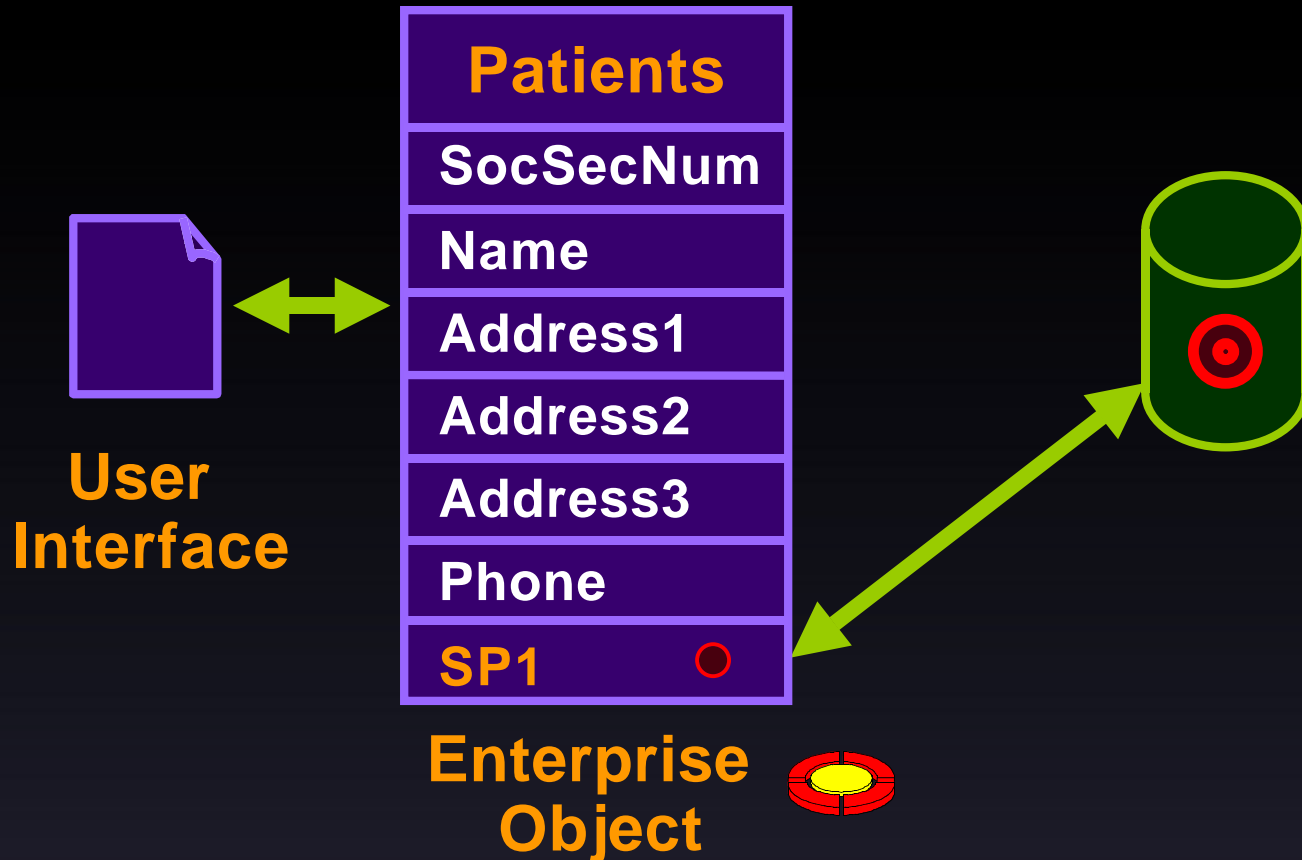 Patients
SocSecNum
Name
Address1
Address2
Address3
Phone
SP1
User
Interface
Enterprise
Object